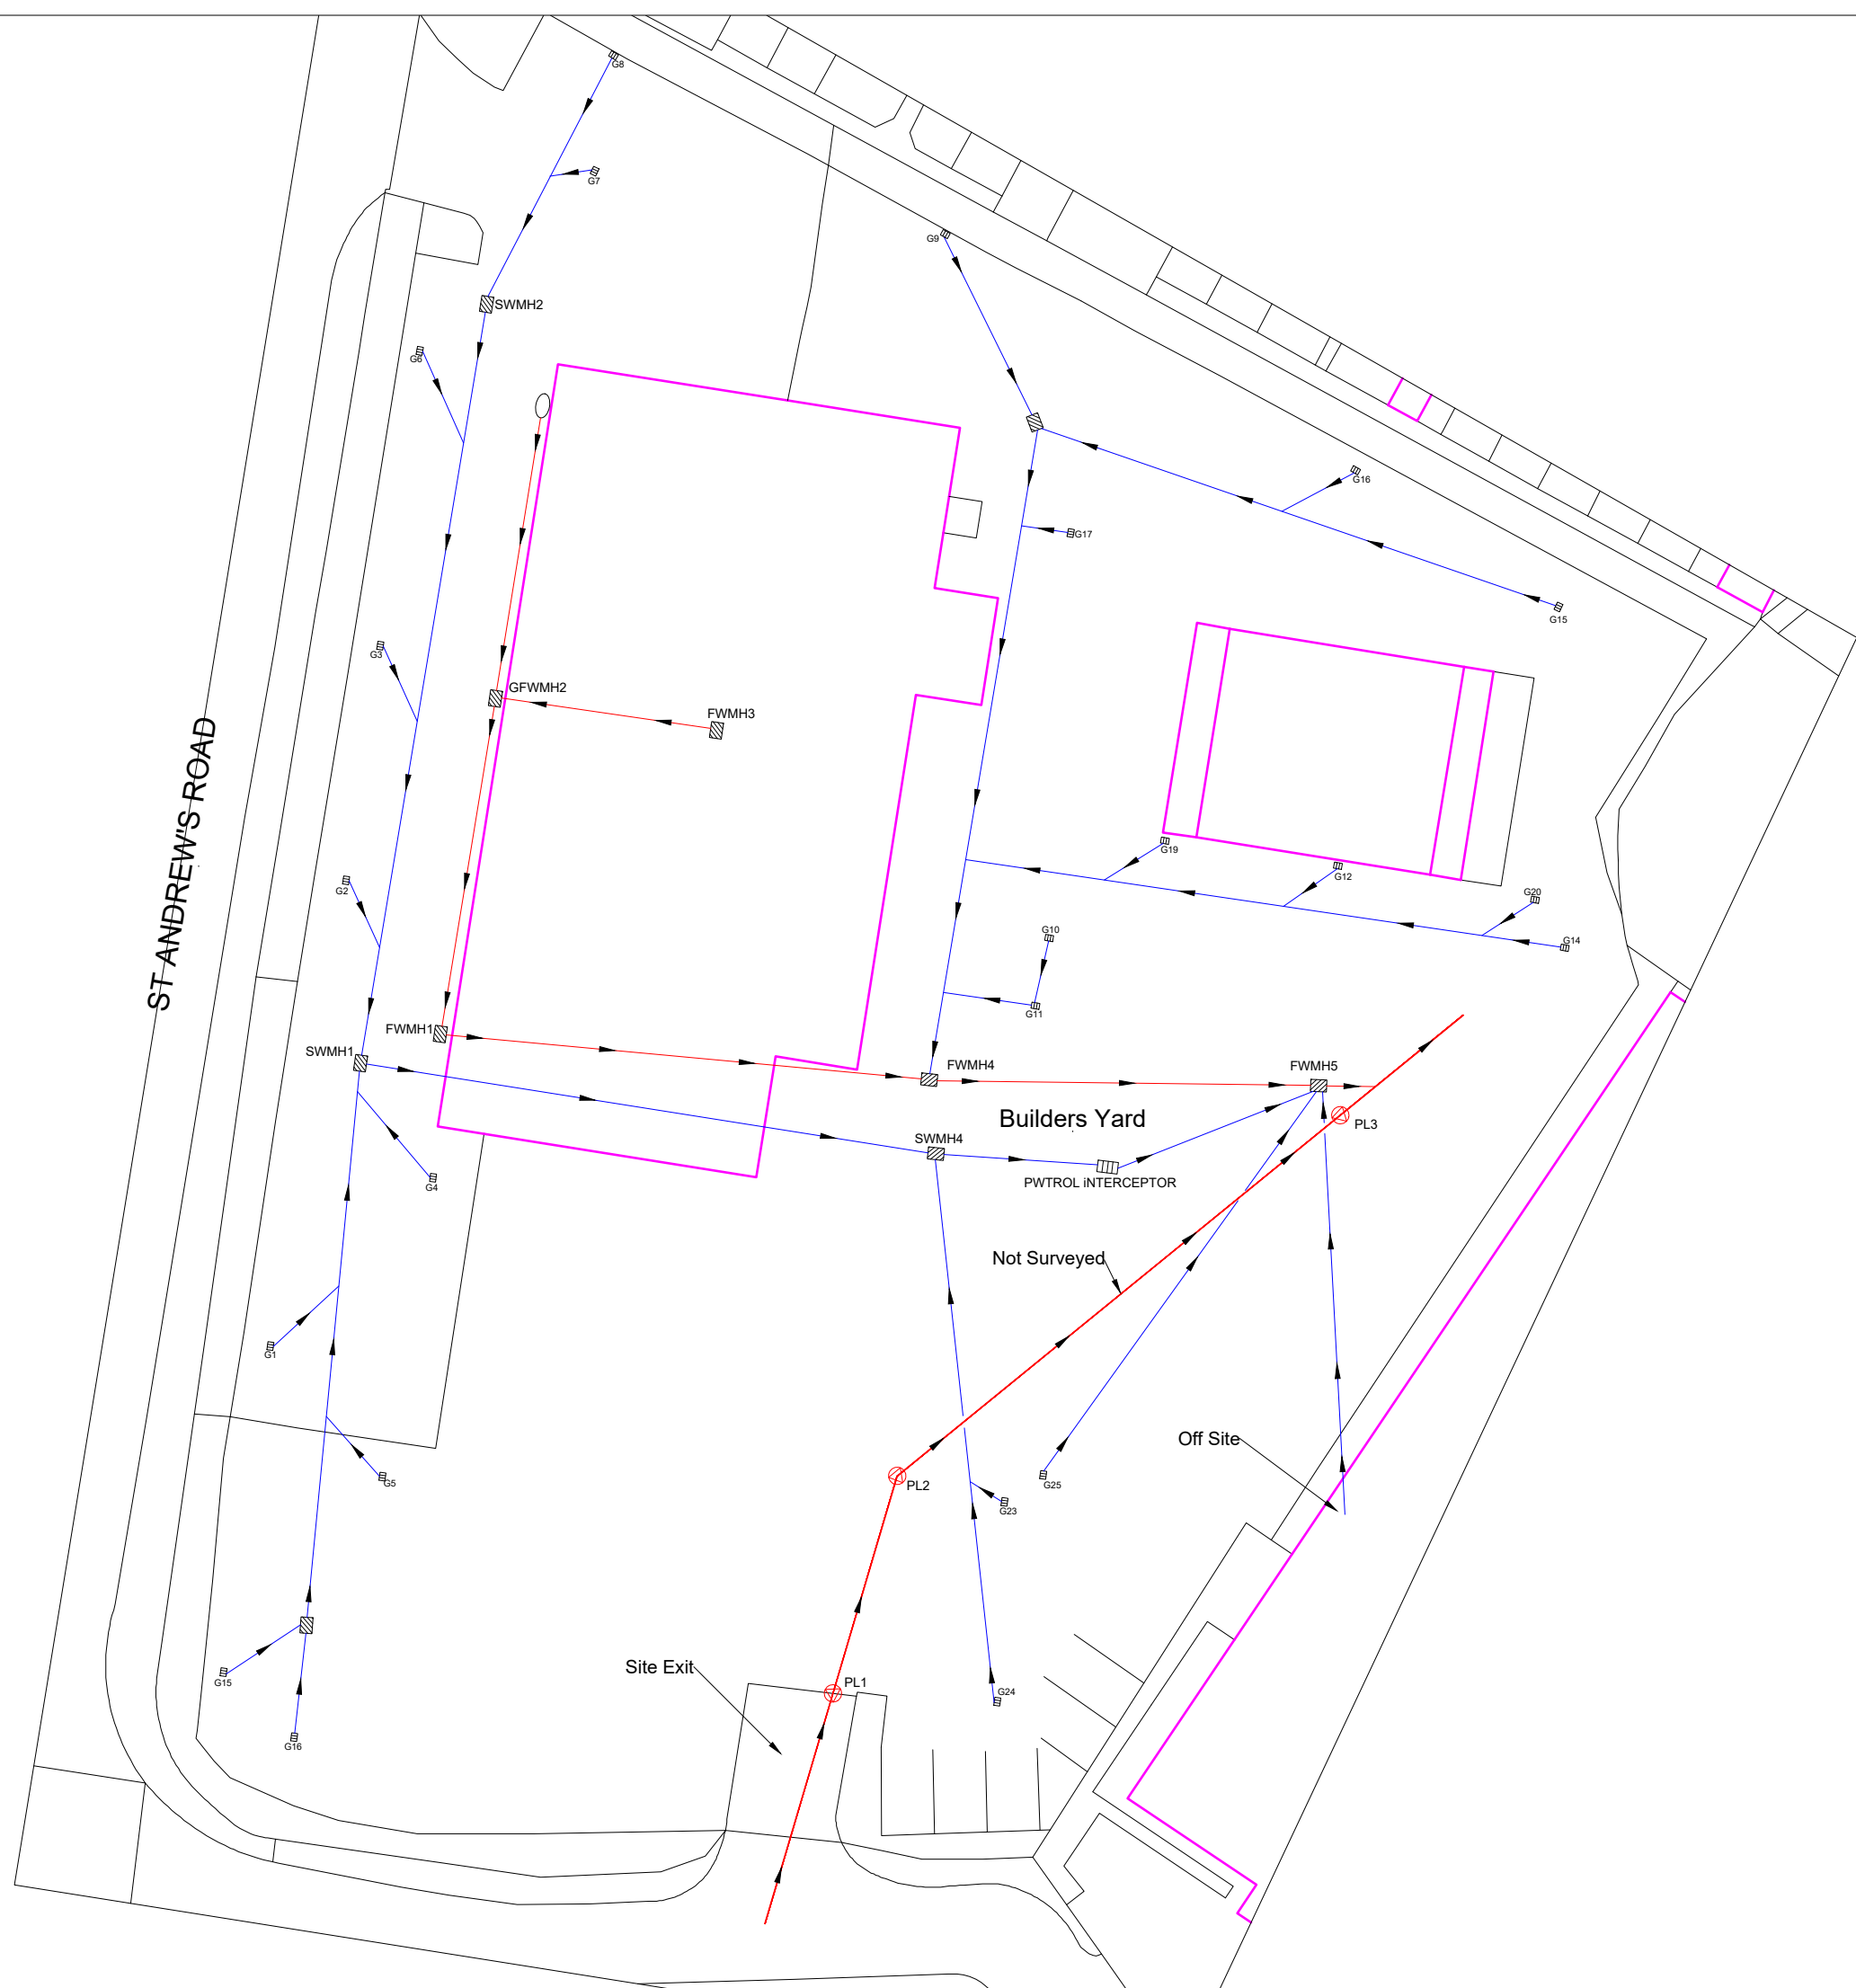 G8
G7
G9
SWMH2
G6
G16
G17
G15
G3
GFWMH2
FWMH3
ST ANDREW'S ROAD
G19
G12
G2
G20
G10
G14
G11
FWMH1
SWMH1
FWMH4
FWMH5
Builders Yard
PL3
SWMH4
G4
PWTROL iNTERCEPTOR
Not Surveyed
G1
Off Site
G5
PL2
G25
G23
Site Exit
G15
PL1
G24
G16